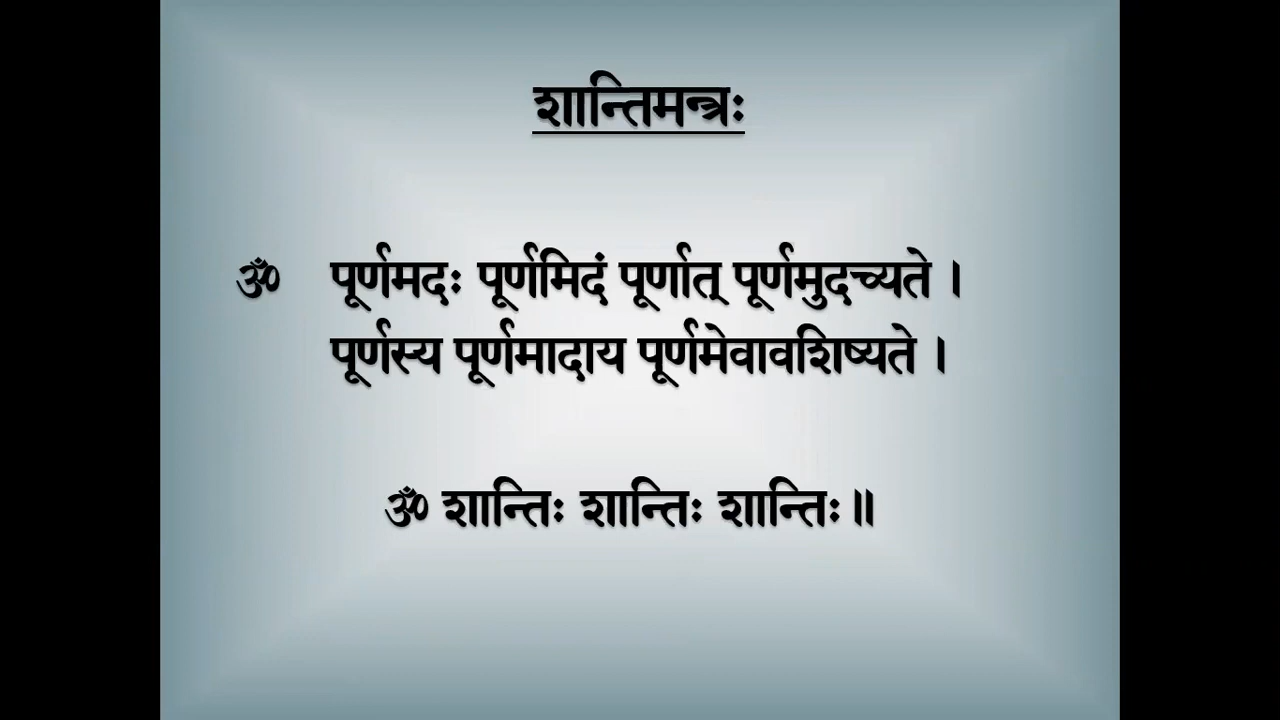 शान्तिमन्त्रः
ॐ पूर्णमदः पूर्णमिदं पूर्णात् पूर्णमुदच्यते ।
पूर्णस्य पूर्णमादाय पूर्णमेवावशिष्यते ।
ॐ शान्तिः शान्तिः शान्तिः॥